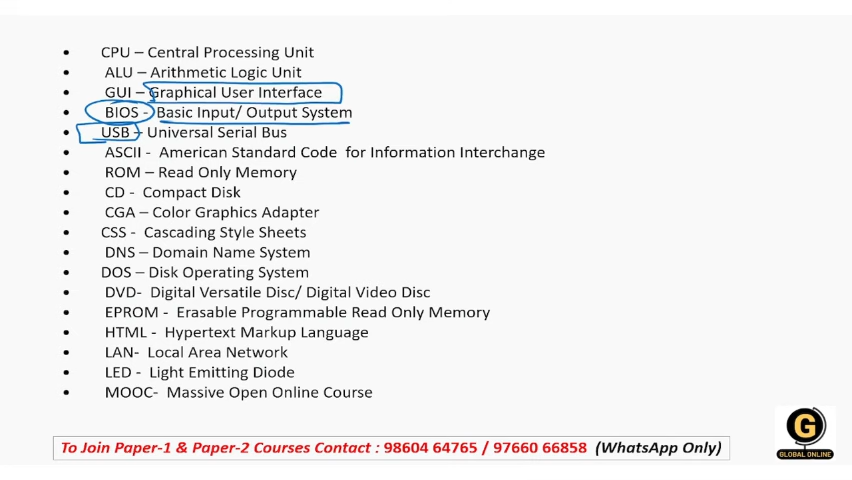 • CPU – Central Processing Unit
• ALU – Arithmetic Logic Unit
• GUI – Graphical User Interface
• BIOS - Basic Input/ Output System
• USB – Universal Serial Bus
• ASCII - American Standard Code for Information Interchange
• ROM – Read Only Memory
• CD - Compact Disk
• CGA – Color Graphics Adapter
• CSS - Cascading Style Sheets
• DNS – Domain Name System
• DOS – Disk Operating System
• DVD- Digital Versatile Disc/ Digital Video Disc
• EPROM - Erasable Programmable Read Only Memory
• HTML - Hypertext Markup Language
• LAN- Local Area Network
• LED - Light Emitting Diode
• MOOC- Massive Open Online Course
To Join Paper-1 & Paper-2 Courses Contact : 98604 64765 / 97660 66858 (WhatsApp Only)
G
GLOBAL ONLINE